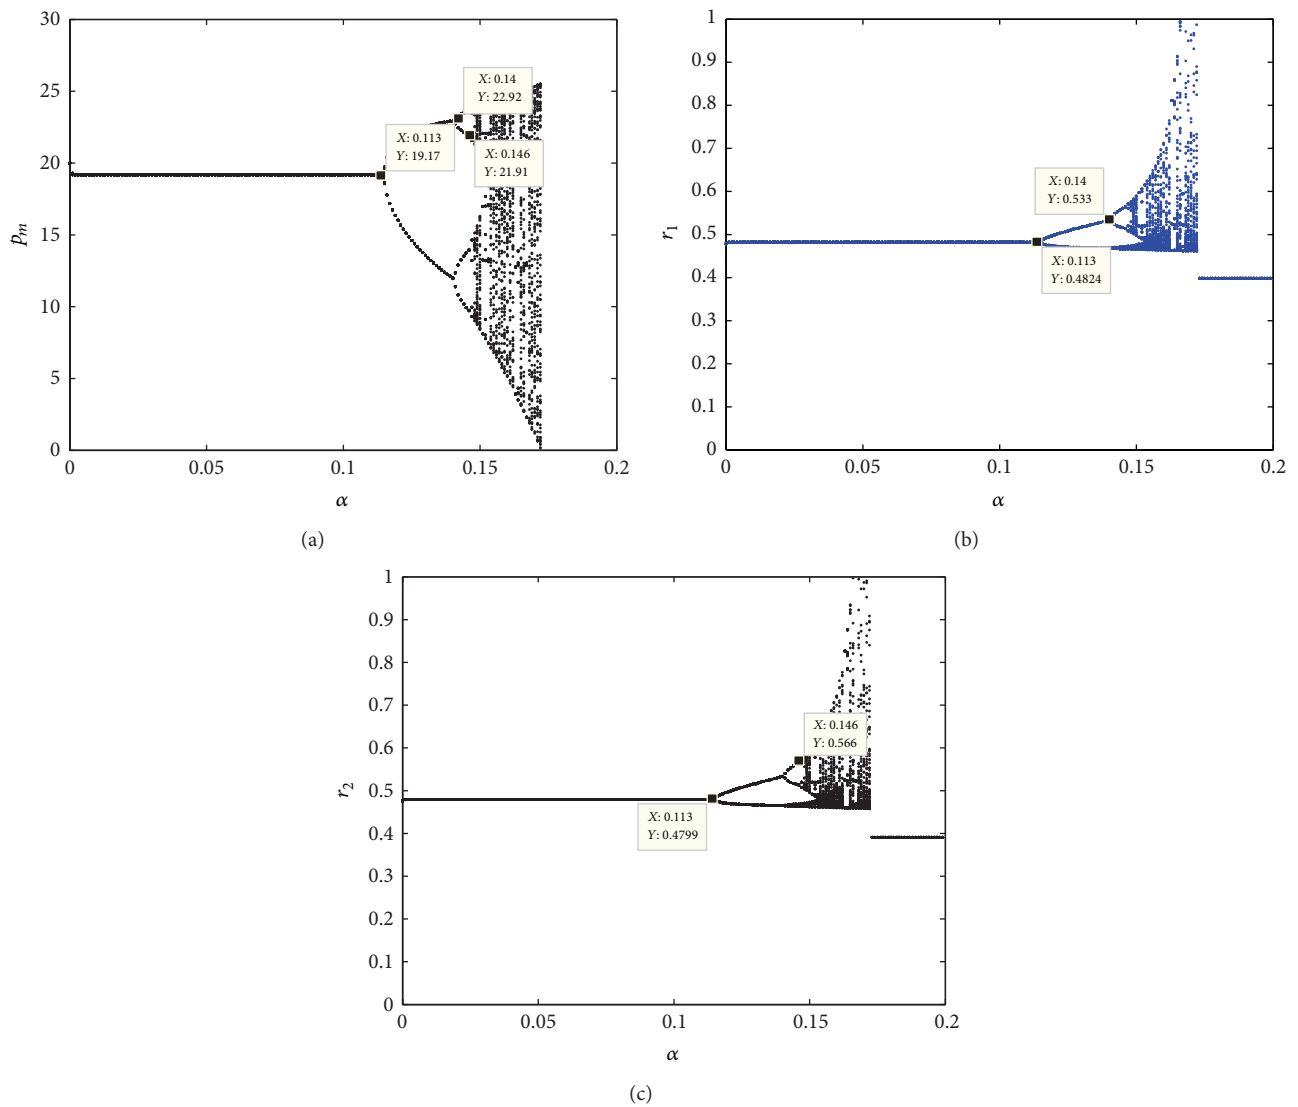 30
25
20
15
10
5
0
p_m
X: 0.14
Y: 22.92
X: 0.113
Y: 19.17
X: 0.146
Y: 21.91
0
0.05
0.1
0.15
0.2
α
(a)
1
0.9
0.8
0.7
0.6
0.5
0.4
0.3
0.2
0.1
0
r_1
X: 0.14
Y: 0.533
X: 0.113
Y: 0.4824
0
0.05
0.1
0.15
0.2
α
(b)
1
0.9
0.8
0.7
0.6
0.5
0.4
0.3
0.2
0.1
0
r_2
X: 0.146
Y: 0.566
X: 0.113
Y: 0.4799
0
0.05
0.1
0.15
0.2
α
(c)